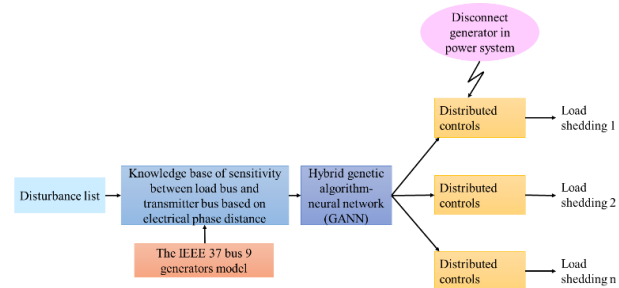 Disconnect
generator in
power system
Distributed
controls
Load
shedding 1
Disturbance list
Knowledge base of sensitivity
between load bus and
transmitter bus based on
electrical phase distance
Hybrid genetic
algorithm-
neural network
(GANN)
Distributed
controls
Load
shedding 2
The IEEE 37 bus 9
generators model
Distributed
controls
Load
shedding n